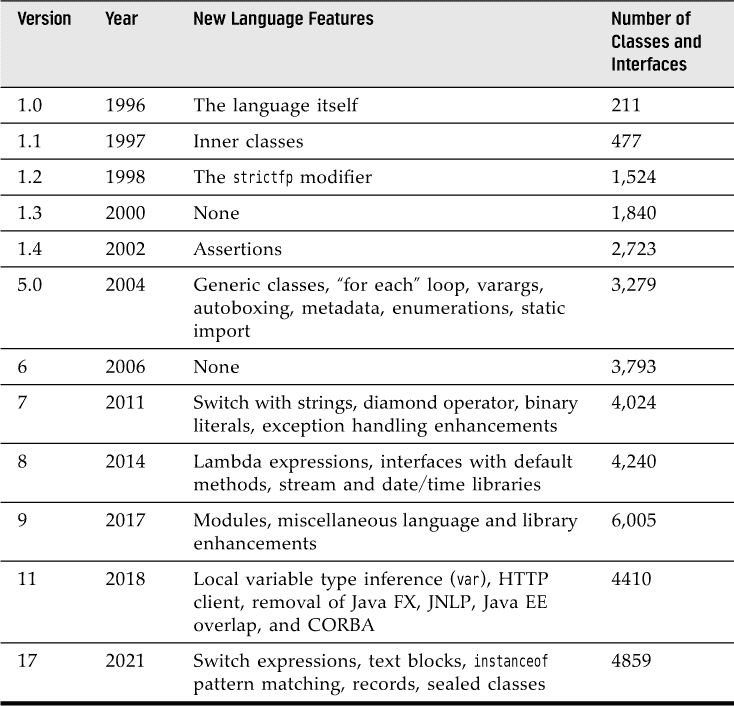 Version Year New Language Features Number of
Classes and
Interfaces
1.0 1996 The language itself 211
1.1 1997 Inner classes 477
1.2 1998 The strictfp modifier 1,524
1.3 2000 None 1,840
1.4 2002 Assertions 2,723
5.0 2004 Generic classes, “for each” loop, varargs, 3,279
autoboxing, metadata, enumerations, static
import
6 2006 None 3,793
7 2011 Switch with strings, diamond operator, binary 4,024
literals, exception handling enhancements
8 2014 Lambda expressions, interfaces with default 4,240
methods, stream and date/time libraries
9 2017 Modules, miscellaneous language and library 6,005
enhancements
11 2018 Local variable type inference (var), HTTP 4410
client, removal of Java FX, JNLP, Java EE
overlap, and CORBA
17 2021 Switch expressions, text blocks, instanceof 4859
pattern matching, records, sealed classes